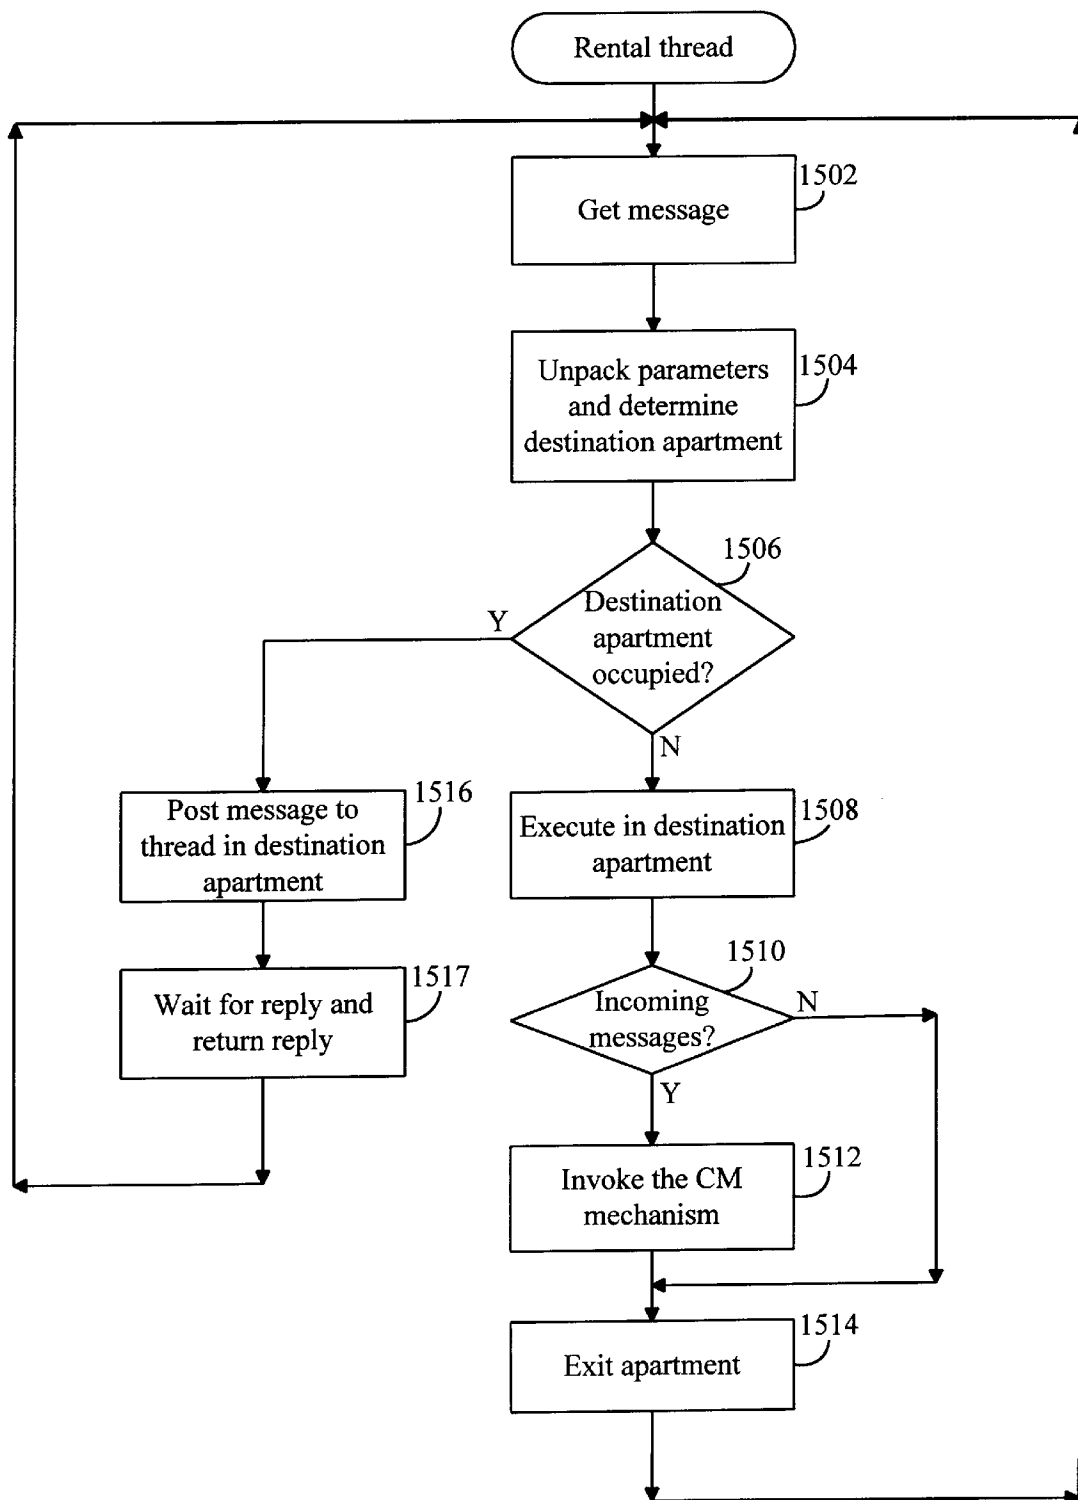 Rental thread
1502
Get message
1504
Unpack parameters
and determine
destination apartment
1506
Destination
apartment
occupied?
Y
N
1516
Post message to
thread in destination
apartment
1508
Execute in destination
apartment
1517
Wait for reply and
return reply
1510
Incoming
messages?
N
Y
1512
Invoke the CM
mechanism
1514
Exit apartment